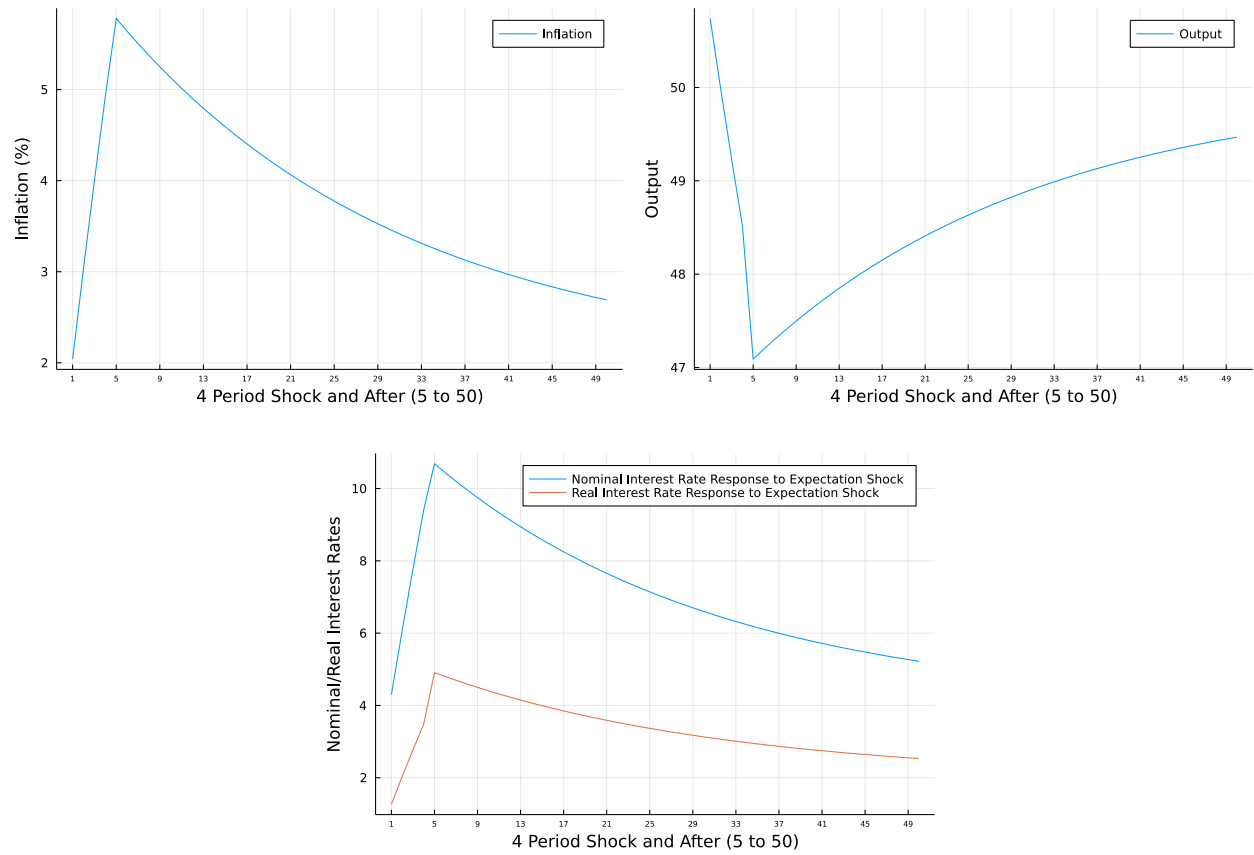 Inflation
5
4
3
2
Inflation (%)
1 5 9 13 17 21 25 29 33 37 41 45 49
4 Period Shock and After (5 to 50)
Output
50
49
48
47
Output
1 5 9 13 17 21 25 29 33 37 41 45 49
4 Period Shock and After (5 to 50)
Nominal Interest Rate Response to Expectation Shock
Real Interest Rate Response to Expectation Shock
10
8
6
4
2
Nominal/Real Interest Rates
1 5 9 13 17 21 25 29 33 37 41 45 49
4 Period Shock and After (5 to 50)